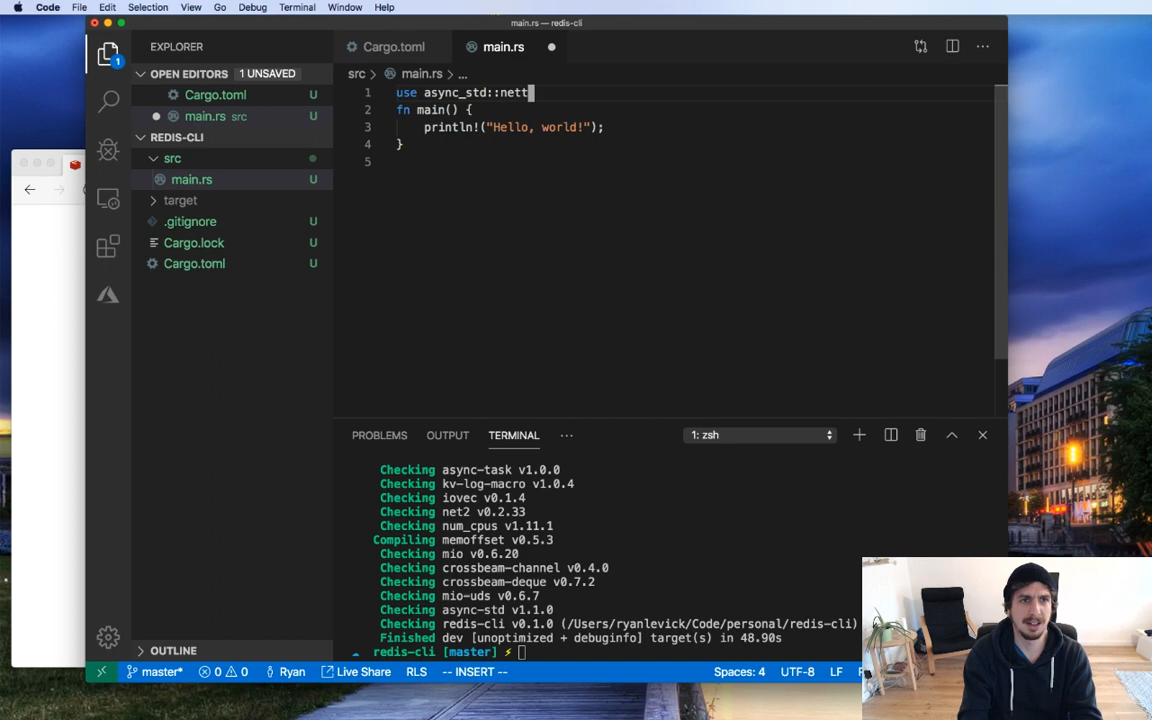 Code File Edit Selection View Go Debug Terminal Window Help
main.rs — redis-cli
EXPLORER
Cargo.toml
main.rs
OPEN EDITORS 1 UNSAVED
src > main.rs > ...
Cargo.toml U
1 use async_std::nett
main.rs src U
2 fn main() {
REDIS-CLI
3 println!("Hello, world!");
4 }
src
5
main.rs U
target
.gitignore U
Cargo.lock U
Cargo.toml U
PROBLEMS OUTPUT TERMINAL ... 1: zsh
Checking async-task v1.0.0
Checking kv-log-macro v1.0.4
Checking iovec v0.1.4
Checking net2 v0.2.33
Checking num_cpus v1.11.1
Compiling memoffset v0.5.3
Checking mio v0.6.20
Checking crossbeam-channel v0.4.0
Checking crossbeam-deque v0.7.2
Checking mio-uds v0.6.7
Checking async-std v1.1.0
Checking redis-cli v0.1.0 (/Users/ryanlevick/Code/personal/redis-cli)
Finished dev [unoptimized + debuginfo] target(s) in 48.90s
redis-cli [master]
OUTLINE
master* 0 0 Ryan Live Share RLS -- INSERT -- Spaces: 4 UTF-8 LF